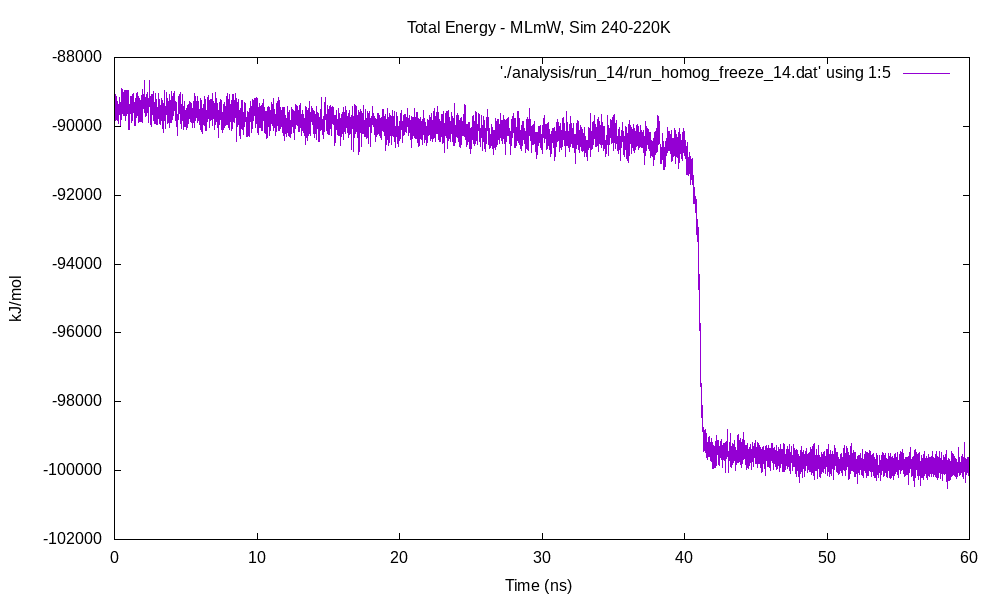 Total Energy - MLmW, Sim 240-220K
'./analysis/run_14/run_homog_freeze_14.dat' using 1:5
-88000
-90000
-92000
-94000
-96000
-98000
-100000
-102000
kJ/mol
0 10 20 30 40 50 60
Time (ns)